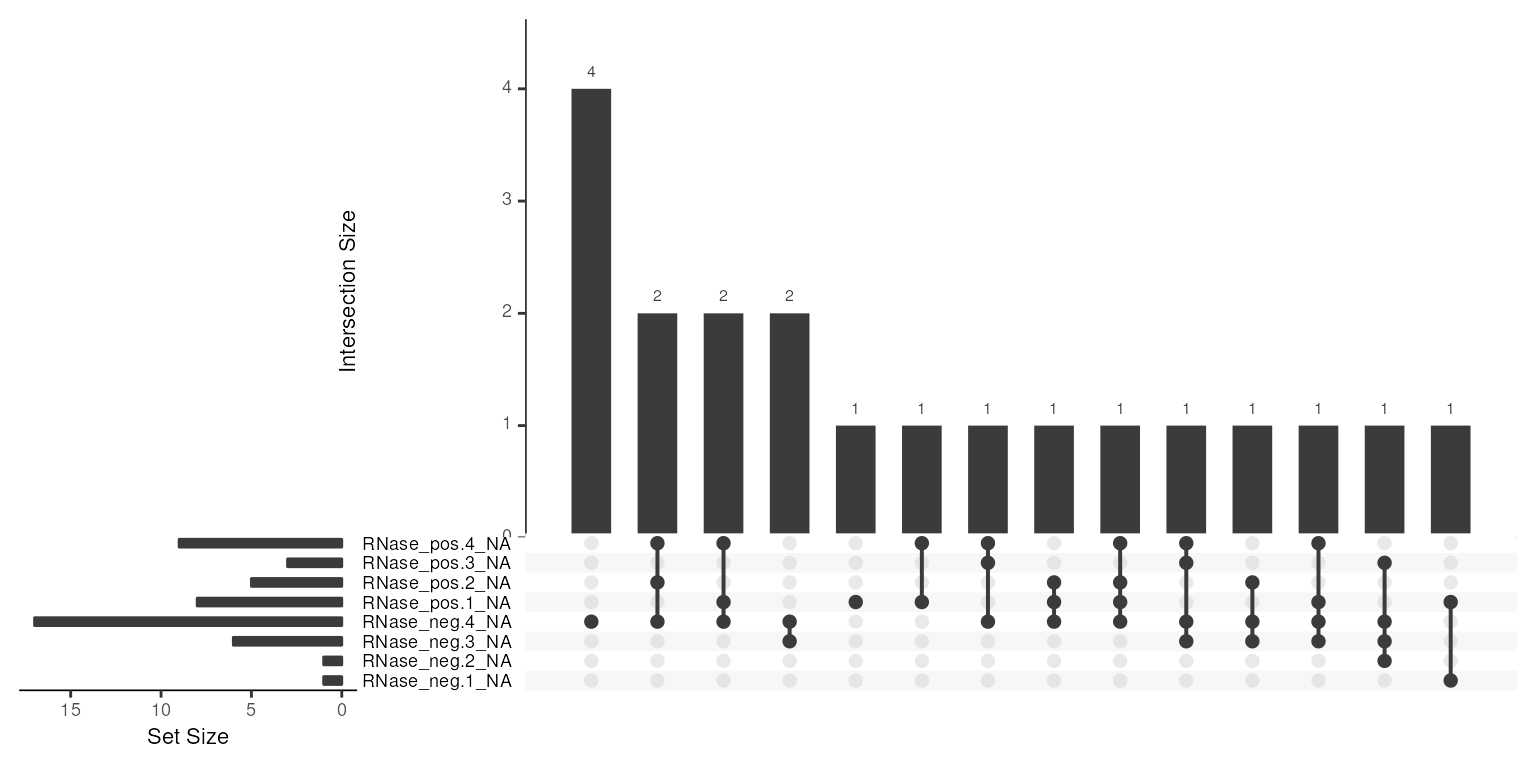 Intersection Size
4
3
2
1
0
4 2 2 2 1 1 1 1 1 1 1 1 1 1
RNase_pos.4_NA
RNase_pos.3_NA
RNase_pos.2_NA
RNase_pos.1_NA
RNase_neg.4_NA
RNase_neg.3_NA
RNase_neg.2_NA
RNase_neg.1_NA
15 10 5 0
Set Size